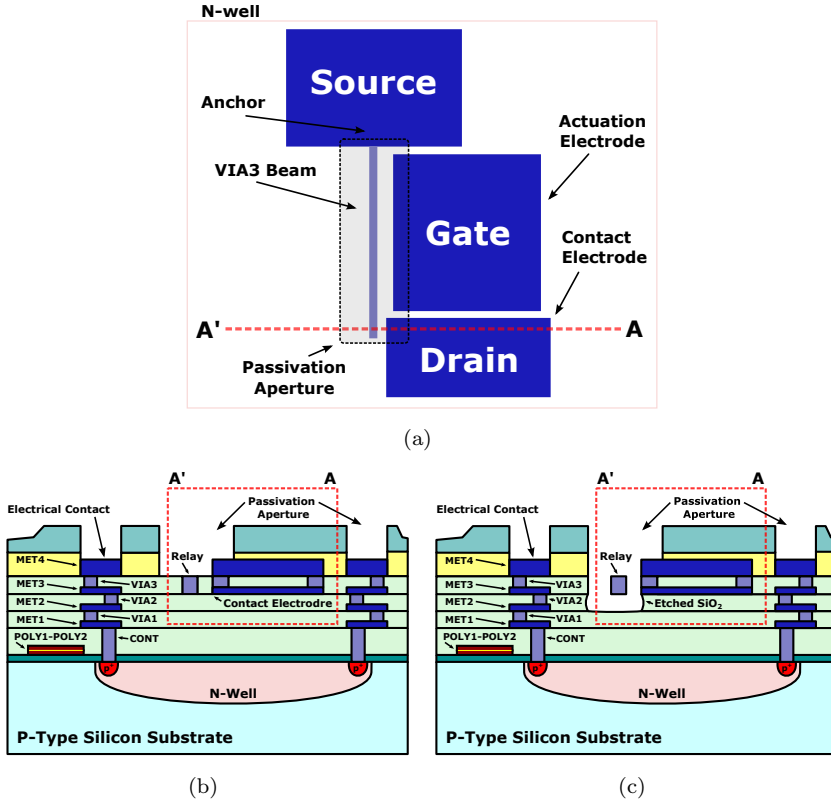 N-well
Source
Anchor
Actuation
Electrode
VIA3 Beam
Gate
Contact
Electrode
A'
A
Passivation
Aperture
Drain
(a)
A'
A
Electrical Contact
Passivation
Aperture
Relay
MET4
MET3
VIA3
MET2
VIA2
Contact Electrodre
MET1
VIA1
POLY1-POLY2
CONT
P+
P+
N-Well
P-Type Silicon Substrate
(b)
A'
A
Electrical Contact
Passivation
Aperture
Relay
MET4
MET3
VIA3
MET2
VIA2
Etched SiO₂
MET1
VIA1
POLY1-POLY2
CONT
P+
P+
N-Well
P-Type Silicon Substrate
(c)